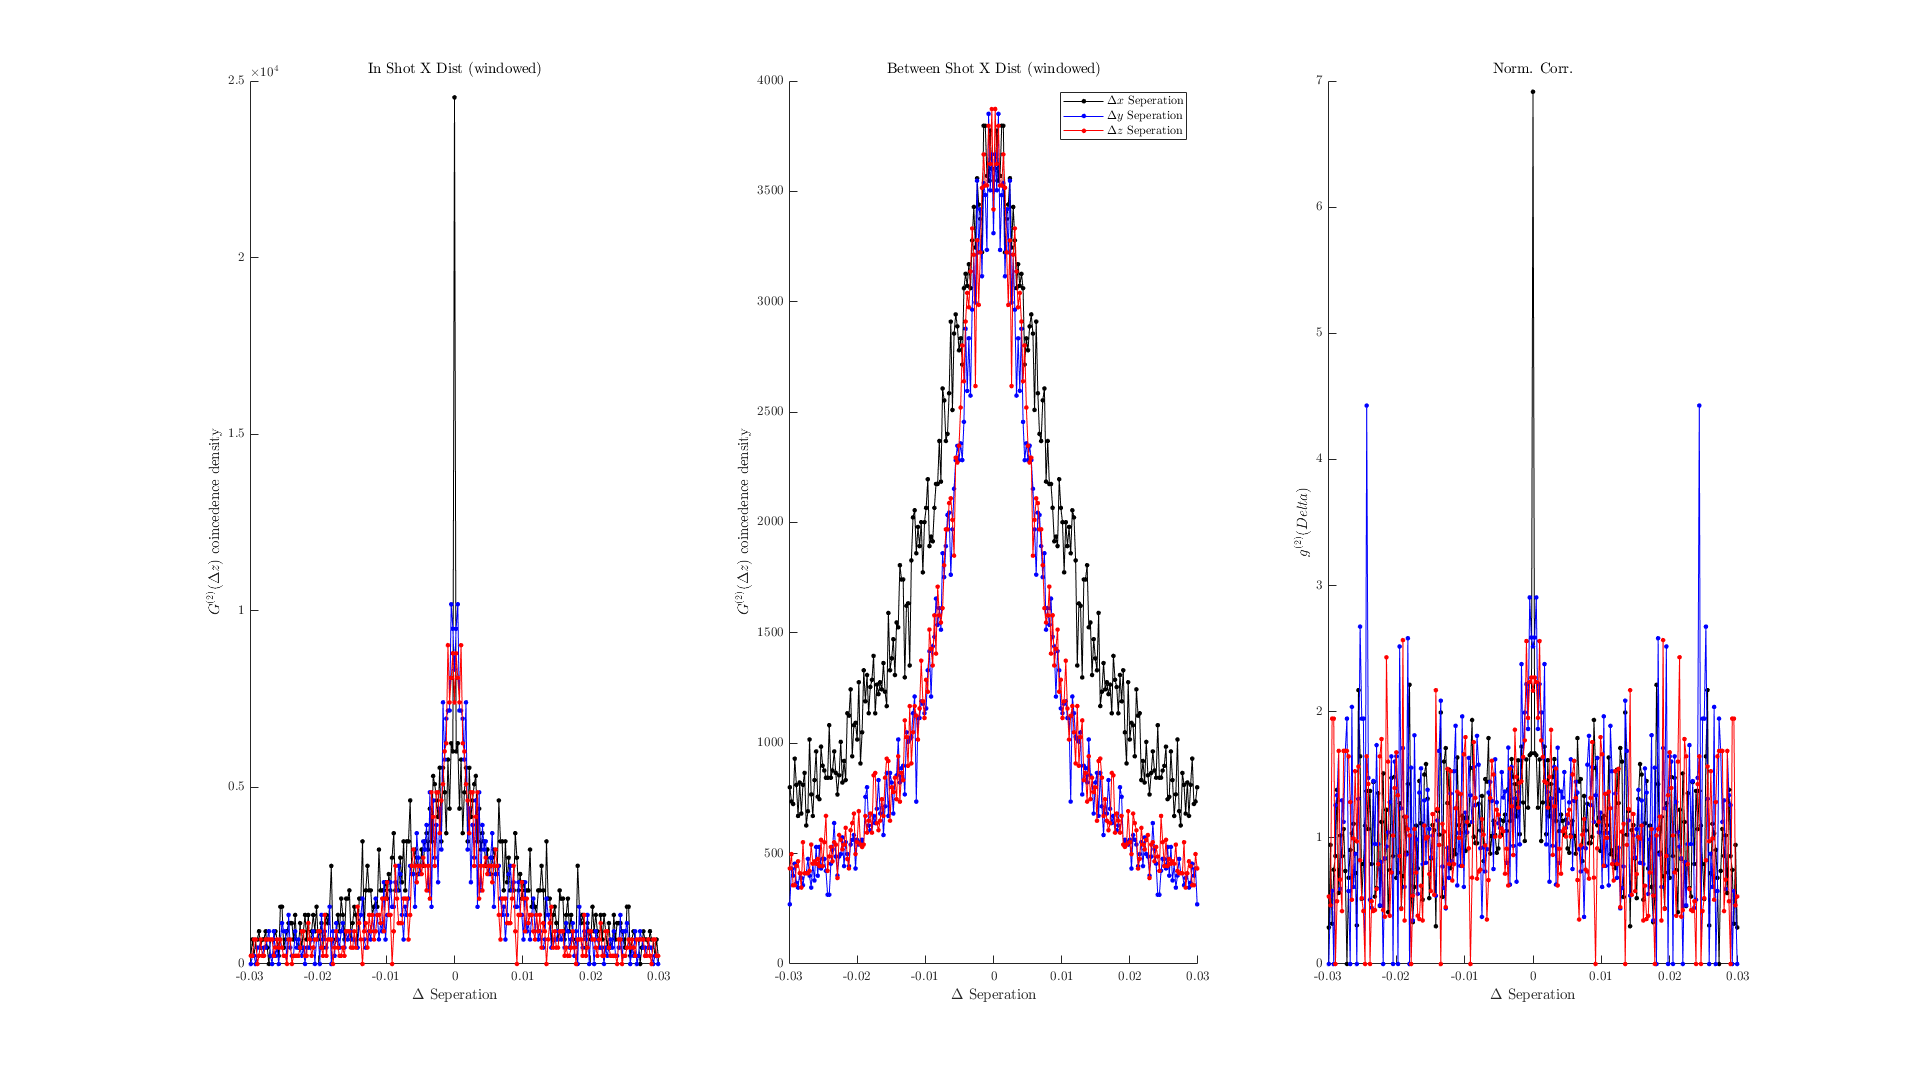 In Shot X Dist (windowed)
×10⁴
2.5
2
1.5
1
0.5
0
G⁽²⁾(Δz) coincedence density
-0.03 -0.02 -0.01 0 0.01 0.02 0.03
Δ Seperation
Between Shot X Dist (windowed)
4000
3500
3000
2500
2000
1500
1000
500
0
G⁽²⁾(Δz) coincedence density
Δx Seperation
Δy Seperation
Δz Seperation
-0.03 -0.02 -0.01 0 0.01 0.02 0.03
Δ Seperation
Norm. Corr.
7
6
5
4
3
2
1
0
g⁽²⁾(Delta)
-0.03 -0.02 -0.01 0 0.01 0.02 0.03
Δ Seperation